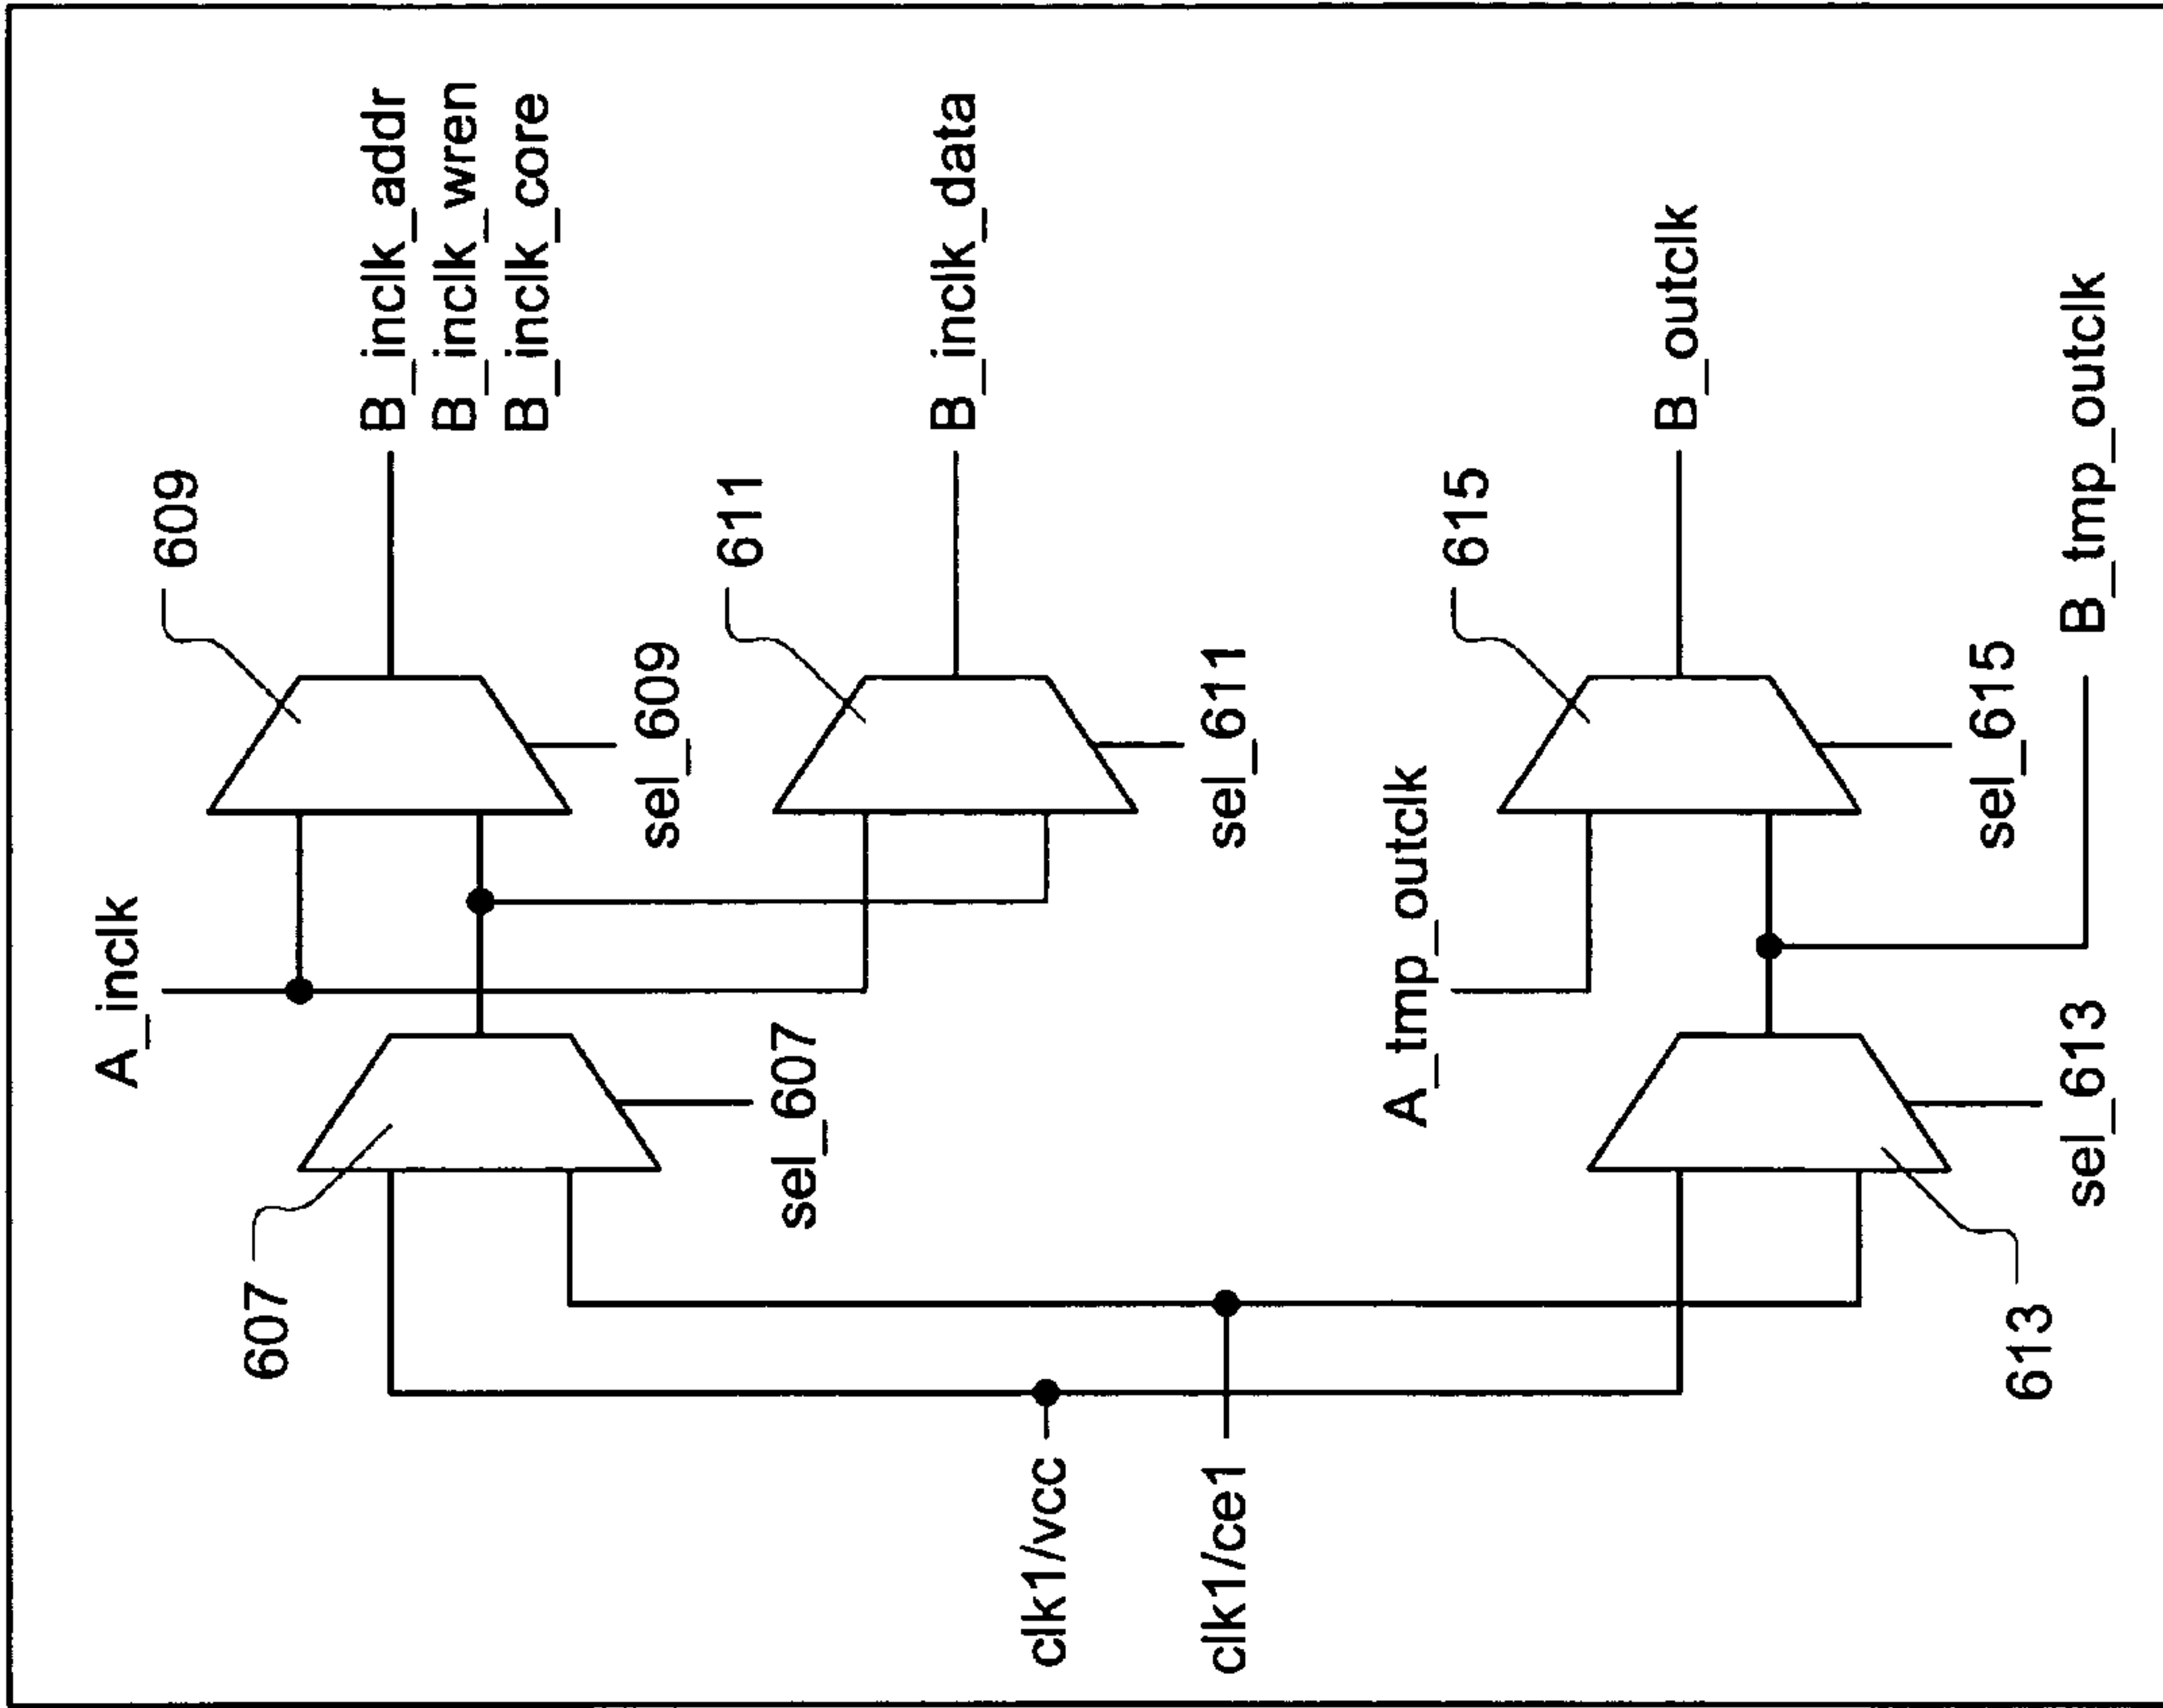 A_inclk
609
B_inclk_addr
B_inclk_wren
B_inclk_core
607
sel_607
sel_609
611
B_inclk_data
sel_611
clk1/vcc
clk1/ce1
A_tmp_outclk
615
B_outclk
sel_615
613
sel_613
B_tmp_outclk